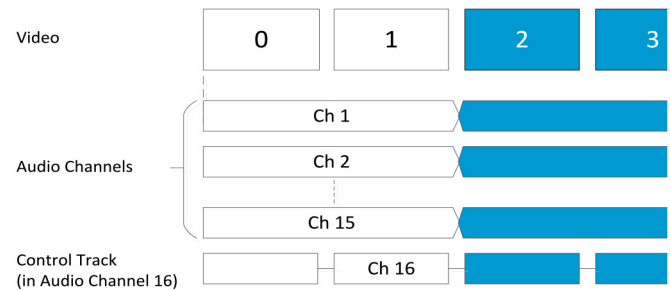 Video
0
1
2
3
Ch 1
Ch 2
Audio Channels
Ch 15
Control Track
(in Audio Channel 16)
Ch 16